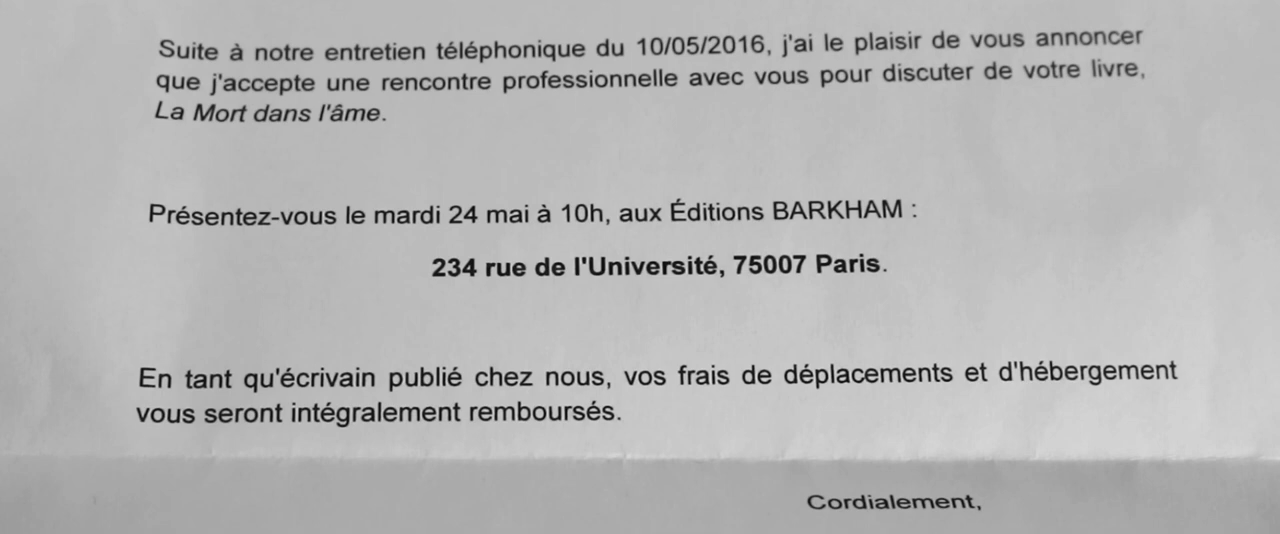 Suite à notre entretien téléphonique du 10/05/2016, j'ai le plaisir de vous annoncer
que j'accepte une rencontre professionnelle avec vous pour discuter de votre livre,
La Mort dans l'âme.
Présentez-vous le mardi 24 mai à 10h, aux Éditions BARKHAM :
234 rue de l'Université, 75007 Paris.
En tant qu'écrivain publié chez nous, vos frais de déplacements et d'hébergement
vous seront intégralement remboursés.
Cordialement,